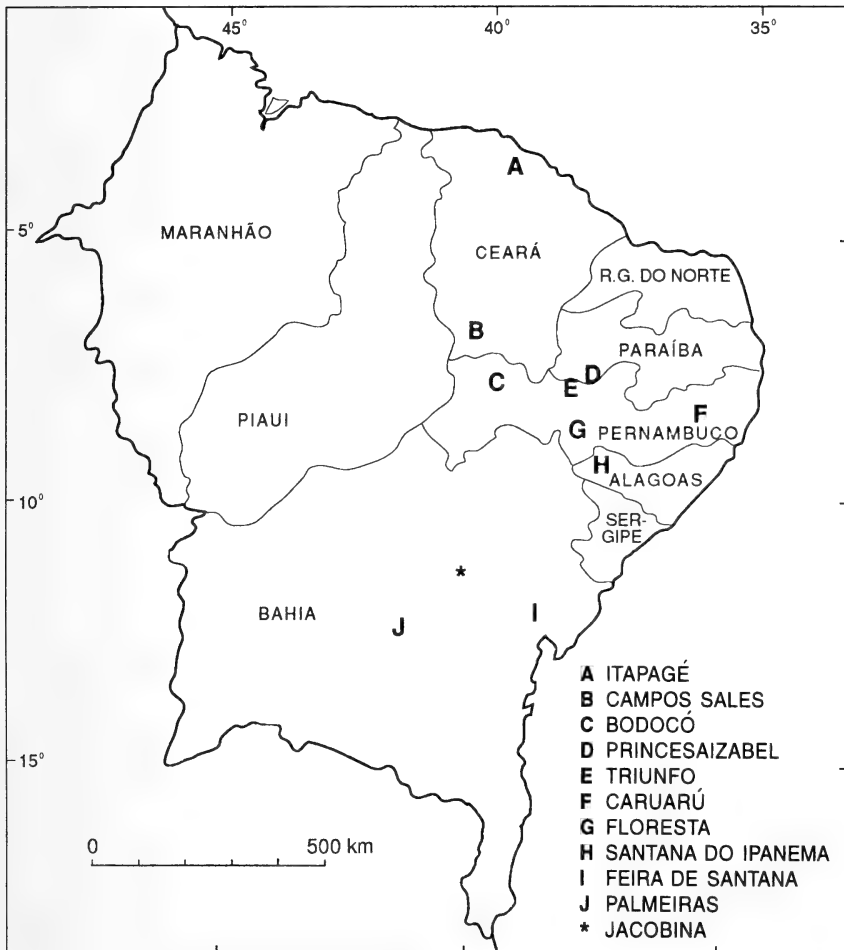 45° 40° 35°
A
5°
MARANHÃO
CEARÁ
R.G. DO NORTE
B
PARAÍBA
C
D
E
PIAUI
F
G
PERNAMBUCO
H
ALAGOAS
10°
SER-
GIPE
*
BAHIA
J
I
A ITAPAGÉ
B CAMPOS SALES
C BODOCÓ
D PRINCESAIZABEL
E TRIUNFO
F CARUARÚ
G FLORESTA
H SANTANA DO IPANEMA
I FEIRA DE SANTANA
J PALMEIRAS
* JACOBINA
15°
0 500 km